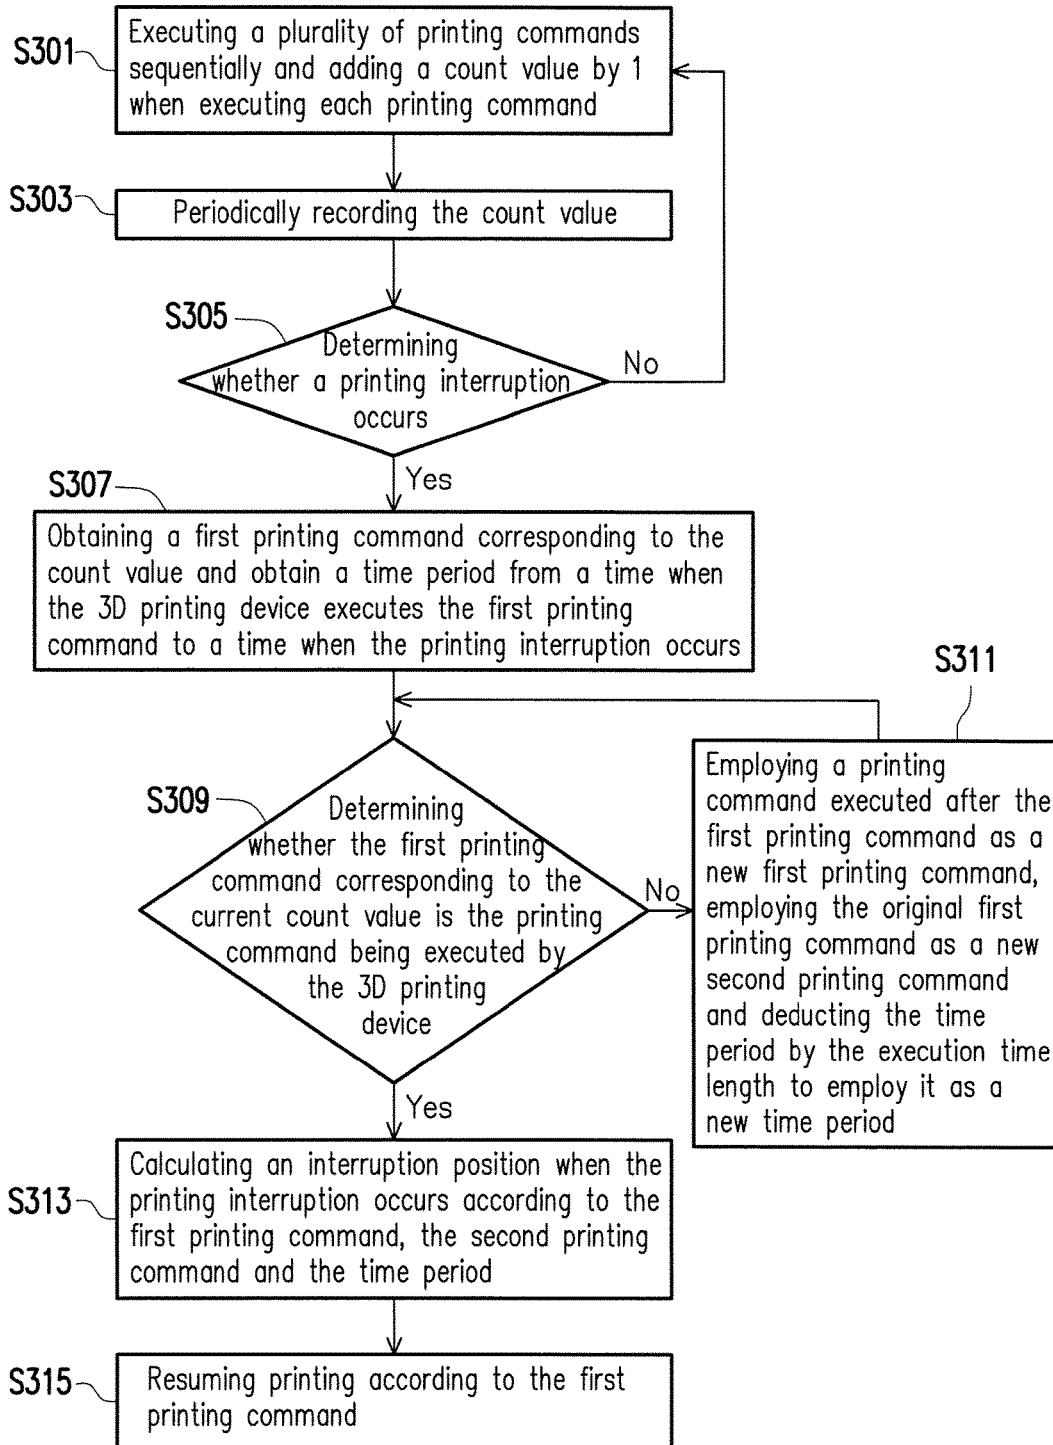 S301
Executing a plurality of printing commands
sequentially and adding a count value by 1
when executing each printing command
S303
Periodically recording the count value
S305
Determining
whether a printing interruption
occurs
No
Yes
S307
Obtaining a first printing command corresponding to the
count value and obtain a time period from a time when
the 3D printing device executes the first printing
command to a time when the printing interruption occurs
S309
Determining
whether the first printing
command corresponding to the
current count value is the printing
command being executed by
the 3D printing
device
No
S311
Employing a printing
command executed after the
first printing command as a
new first printing command,
employing the original first
printing command as a new
second printing command
and deducting the time
period by the execution time
length to employ it as a
new time period
Yes
S313
Calculating an interruption position when the
printing interruption occurs according to the
first printing command, the second printing
command and the time period
S315
Resuming printing according to the first
printing command